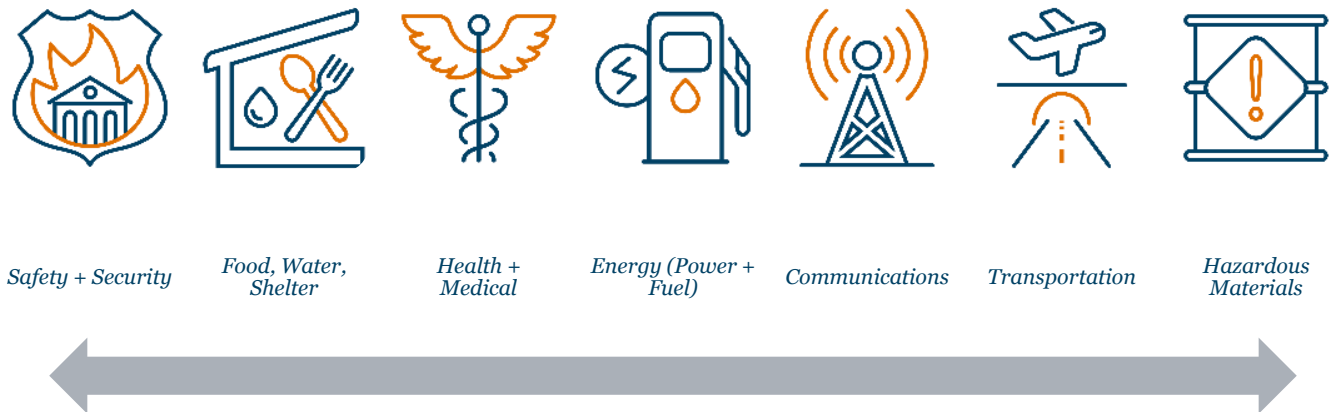 Safety + Security
Food, Water,
Shelter
Health +
Medical
Energy (Power +
Fuel)
Communications
Transportation
Hazardous
Materials